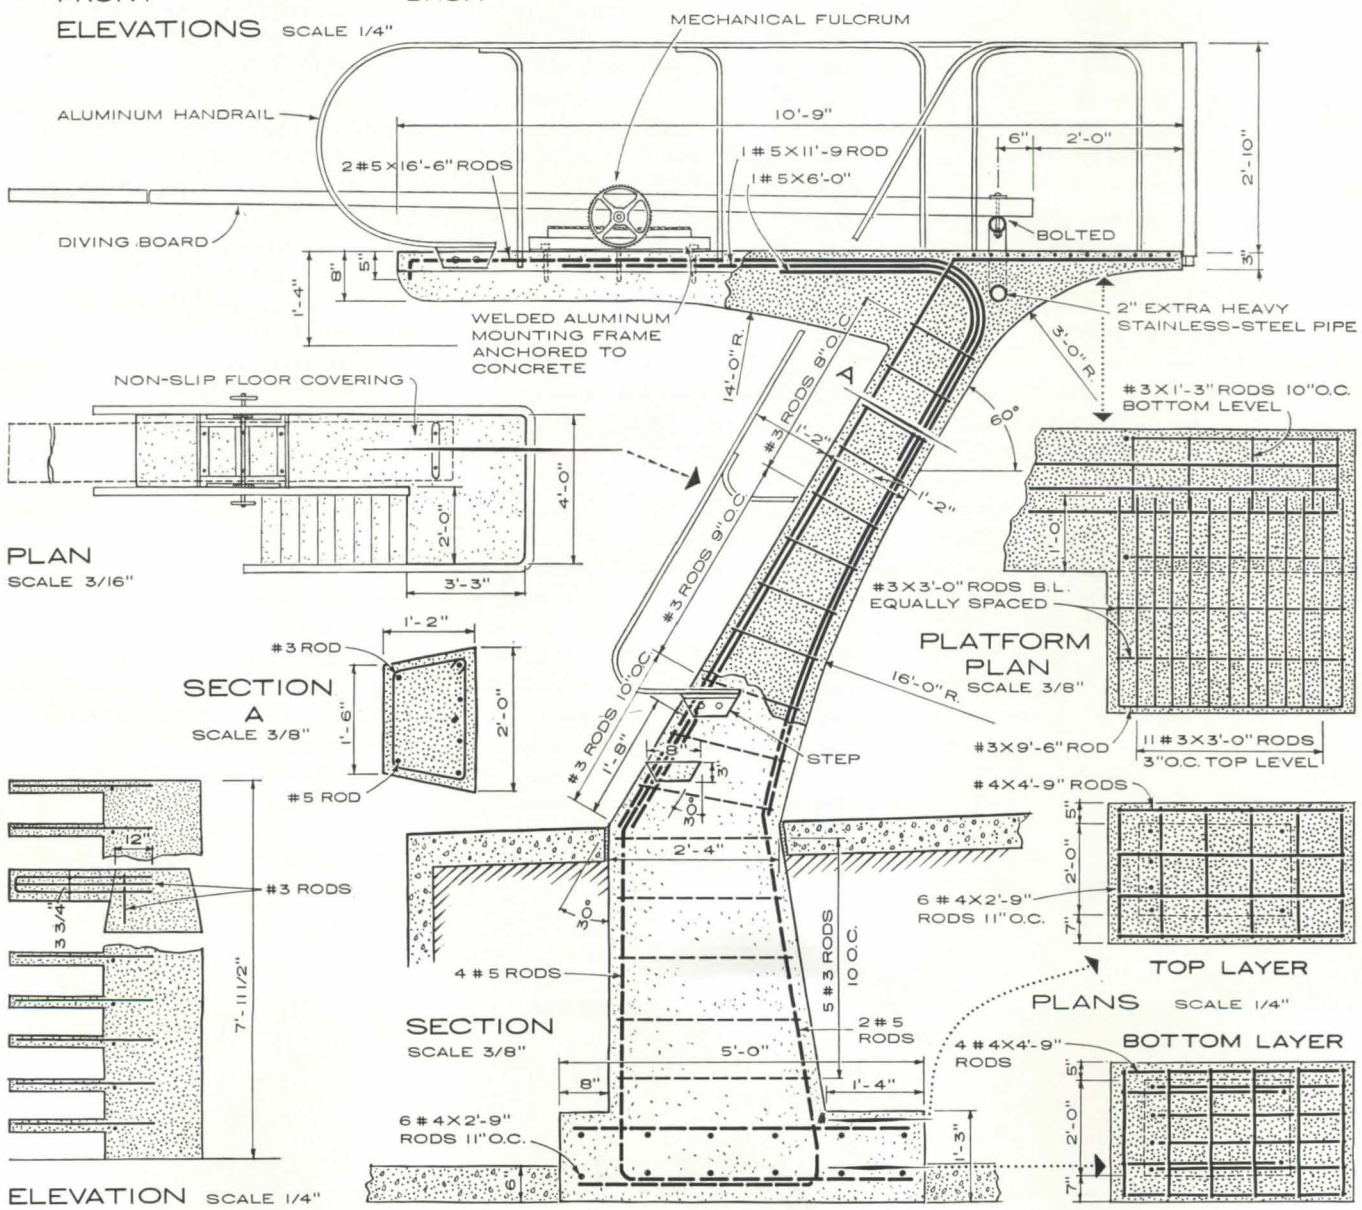 ELEVATIONS SCALE 1/4"
MECHANICAL FULCRUM
ALUMINUM HANDRAIL
10'-9"
6"
2'-0"
2'-10"
2#5X16'-6" RODS
1#5X11'-9 ROD
1#5X6'-0"
DIVING BOARD
BOLTED
5"
8"
1'-4"
3"
WELDED ALUMINUM
MOUNTING FRAME
ANCHORED TO
CONCRETE
2" EXTRA HEAVY
STAINLESS-STEEL PIPE
14'-0" R.
3'-0" R.
A
#3 RODS 8" O.C.
60°
NON-SLIP FLOOR COVERING
#3X1'-3" RODS 10" O.C.
BOTTOM LEVEL
1'-2"
1'-2"
4'-0"
2'-0"
3'-3"
PLAN
SCALE 3/16"
#3 RODS 9" O.C.
1'-0"
#3X3'-0" RODS B.L.
EQUALLY SPACED
PLATFORM
PLAN
SCALE 3/8"
1'-2"
#3 ROD
SECTION
A
SCALE 3/8"
1'-6"
2'-0"
#5 ROD
#3 RODS 10" O.C.
1'-8"
16'-0" R.
8"
3"
30°
STEP
#3X9'-6" ROD
11#3X3'-0" RODS
3" O.C. TOP LEVEL
#4X4'-9" RODS
5"
2'-0"
7"
6#4X2'-9"
RODS 11" O.C.
TOP LAYER
12
#3 RODS
3 3/4"
7'-11 1/2"
2'-4"
30°
4#5 RODS
5#3 RODS
10 O.C.
SECTION
SCALE 3/8"
2#5
RODS
5'-0"
8"
1'-4"
PLANS SCALE 1/4"
BOTTOM LAYER
4#4X4'-9"
RODS
5"
2'-0"
7"
6#4X2'-9"
RODS 11" O.C.
6
1'-3"
ELEVATION SCALE 1/4"